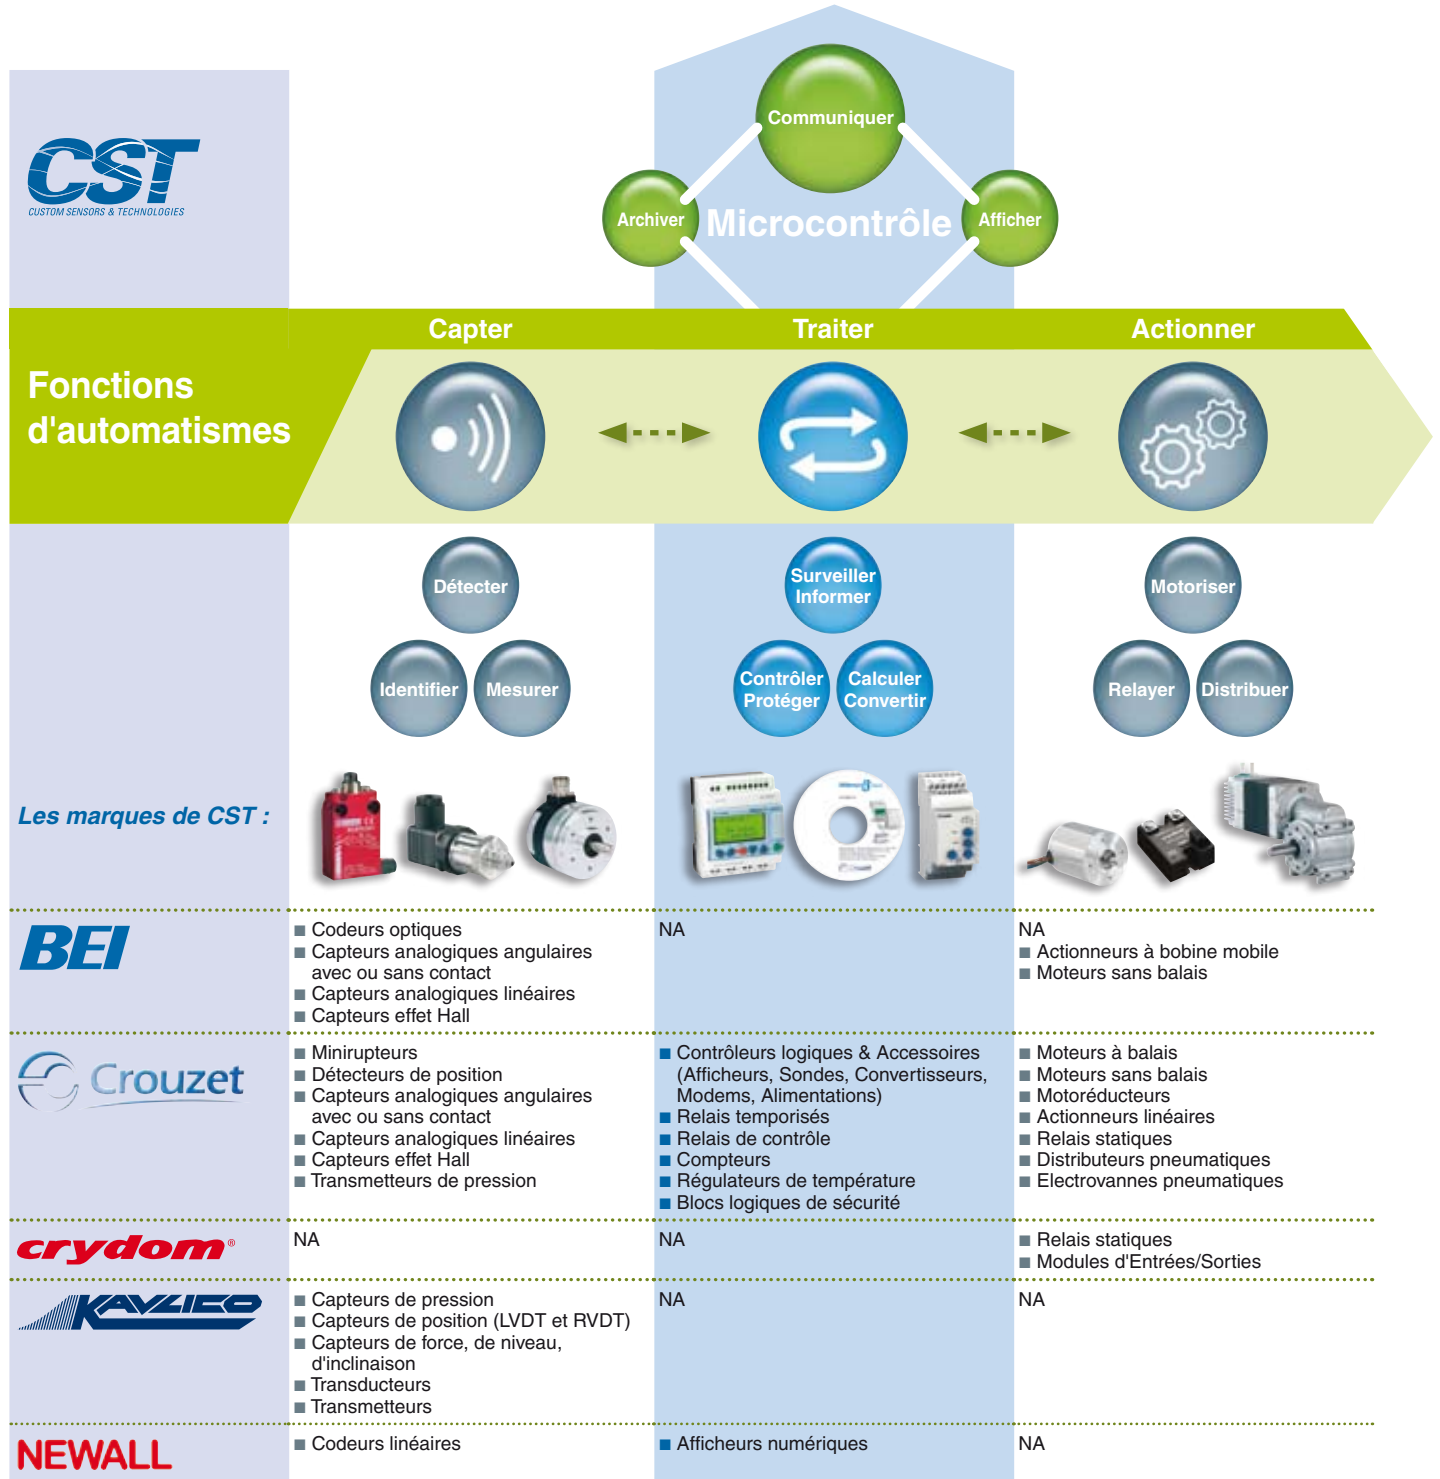 CST
CUSTOM SENSORS & TECHNOLOGIES
Communiquer
Archiver
Microcontrôle
Afficher
Capter
Traiter
Actionner
Fonctions
d'automatismes
Détecter
Identifier
Mesurer
Surveiller
Informer
Contrôler
Protéger
Calculer
Convertir
Motoriser
Relayer
Distribuer
Les marques de CST :
BEI
■ Codeurs optiques
■ Capteurs analogiques angulaires
avec ou sans contact
■ Capteurs analogiques linéaires
■ Capteurs effet Hall
NA
NA
■ Actionneurs à bobine mobile
■ Moteurs sans balais
Crouzet
■ Minirupteurs
■ Détecteurs de position
■ Capteurs analogiques angulaires
avec ou sans contact
■ Capteurs analogiques linéaires
■ Capteurs effet Hall
■ Transmetteurs de pression
■ Contrôleurs logiques & Accessoires
(Afficheurs, Sondes, Convertisseurs,
Modems, Alimentations)
■ Relais temporisés
■ Relais de contrôle
■ Compteurs
■ Régulateurs de température
■ Blocs logiques de sécurité
■ Moteurs à balais
■ Moteurs sans balais
■ Motoréducteurs
■ Actionneurs linéaires
■ Relais statiques
■ Distributeurs pneumatiques
■ Electrovannes pneumatiques
crydom®
NA
NA
■ Relais statiques
■ Modules d'Entrées/Sorties
KAVLICO
■ Capteurs de pression
■ Capteurs de position (LVDT et RVDT)
■ Capteurs de force, de niveau,
d'inclinaison
■ Transducteurs
■ Transmetteurs
NA
NA
NEWALL
■ Codeurs linéaires
■ Afficheurs numériques
NA